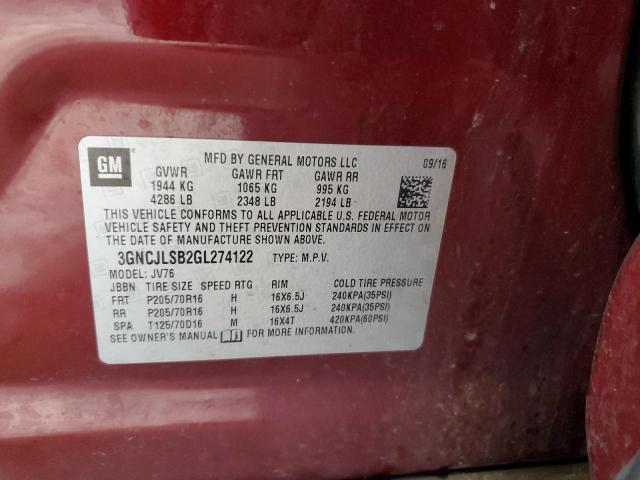 GM
MFD BY GENERAL MOTORS LLC 09/16
GVWR GAWR FRT GAWR RR
1944 KG 1065 KG 995 KG
4286 LB 2348 LB 2194 LB
THIS VEHICLE CONFORMS TO ALL APPLICABLE U.S. FEDERAL MOTOR
VEHICLE SAFETY AND THEFT PREVENTION STANDARDS IN EFFECT
ON THE DATE OF MANUFACTURE SHOWN ABOVE.
3GNCJLSB2GL274122 TYPE: M.P.V.
MODEL: JV76
JBBN TIRE SIZE SPEED RTG RIM COLD TIRE PRESSURE
FRT P205/70R16 H 16X6.5J 240KPA(35PSI)
RR P205/70R16 H 16X6.5J 240KPA(35PSI)
SPA T125/70D16 M 16X4T 420KPA(60PSI)
SEE OWNER'S MANUAL FOR MORE INFORMATION.